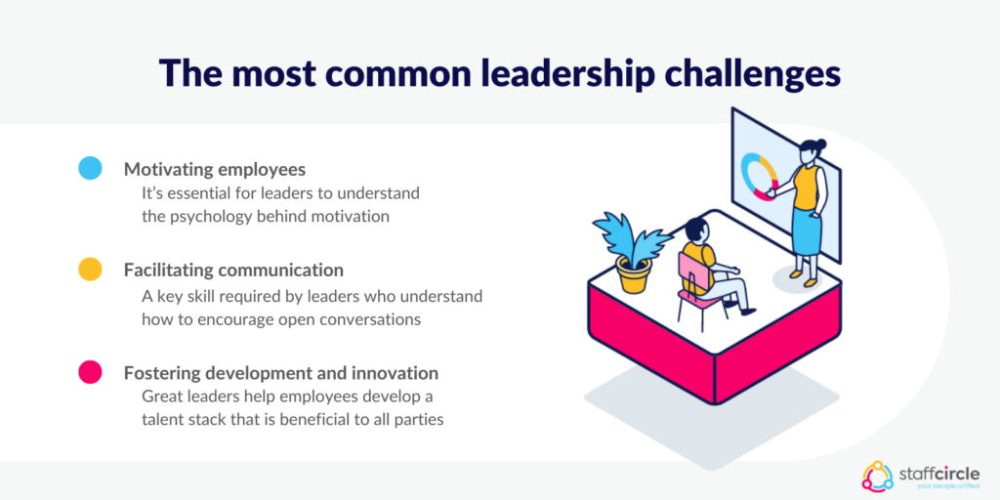 The most common leadership challenges
Motivating employees
It’s essential for leaders to understand
the psychology behind motivation
Facilitating communication
A key skill required by leaders who understand
how to encourage open conversations
Fostering development and innovation
Great leaders help employees develop a
talent stack that is beneficial to all parties
staffcircle
your people unified